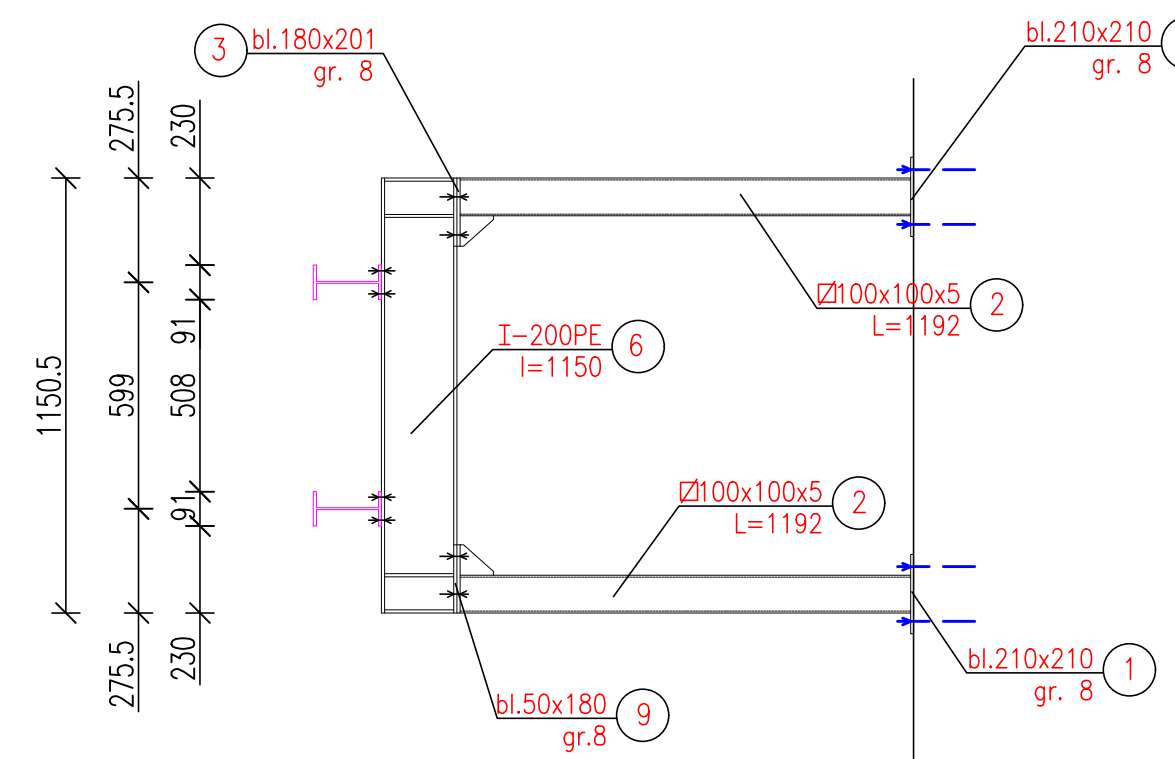 3
bl.180x201
gr. 8
bl.210x210
gr. 8
275.5
230
□100x100x5
L=1192
2
I-200PE
l=1150
6
91
1150.5
599
508
□100x100x5
L=1192
2
91
275.5
230
bl.210x210
gr. 8
1
bl.50x180
gr.8
9